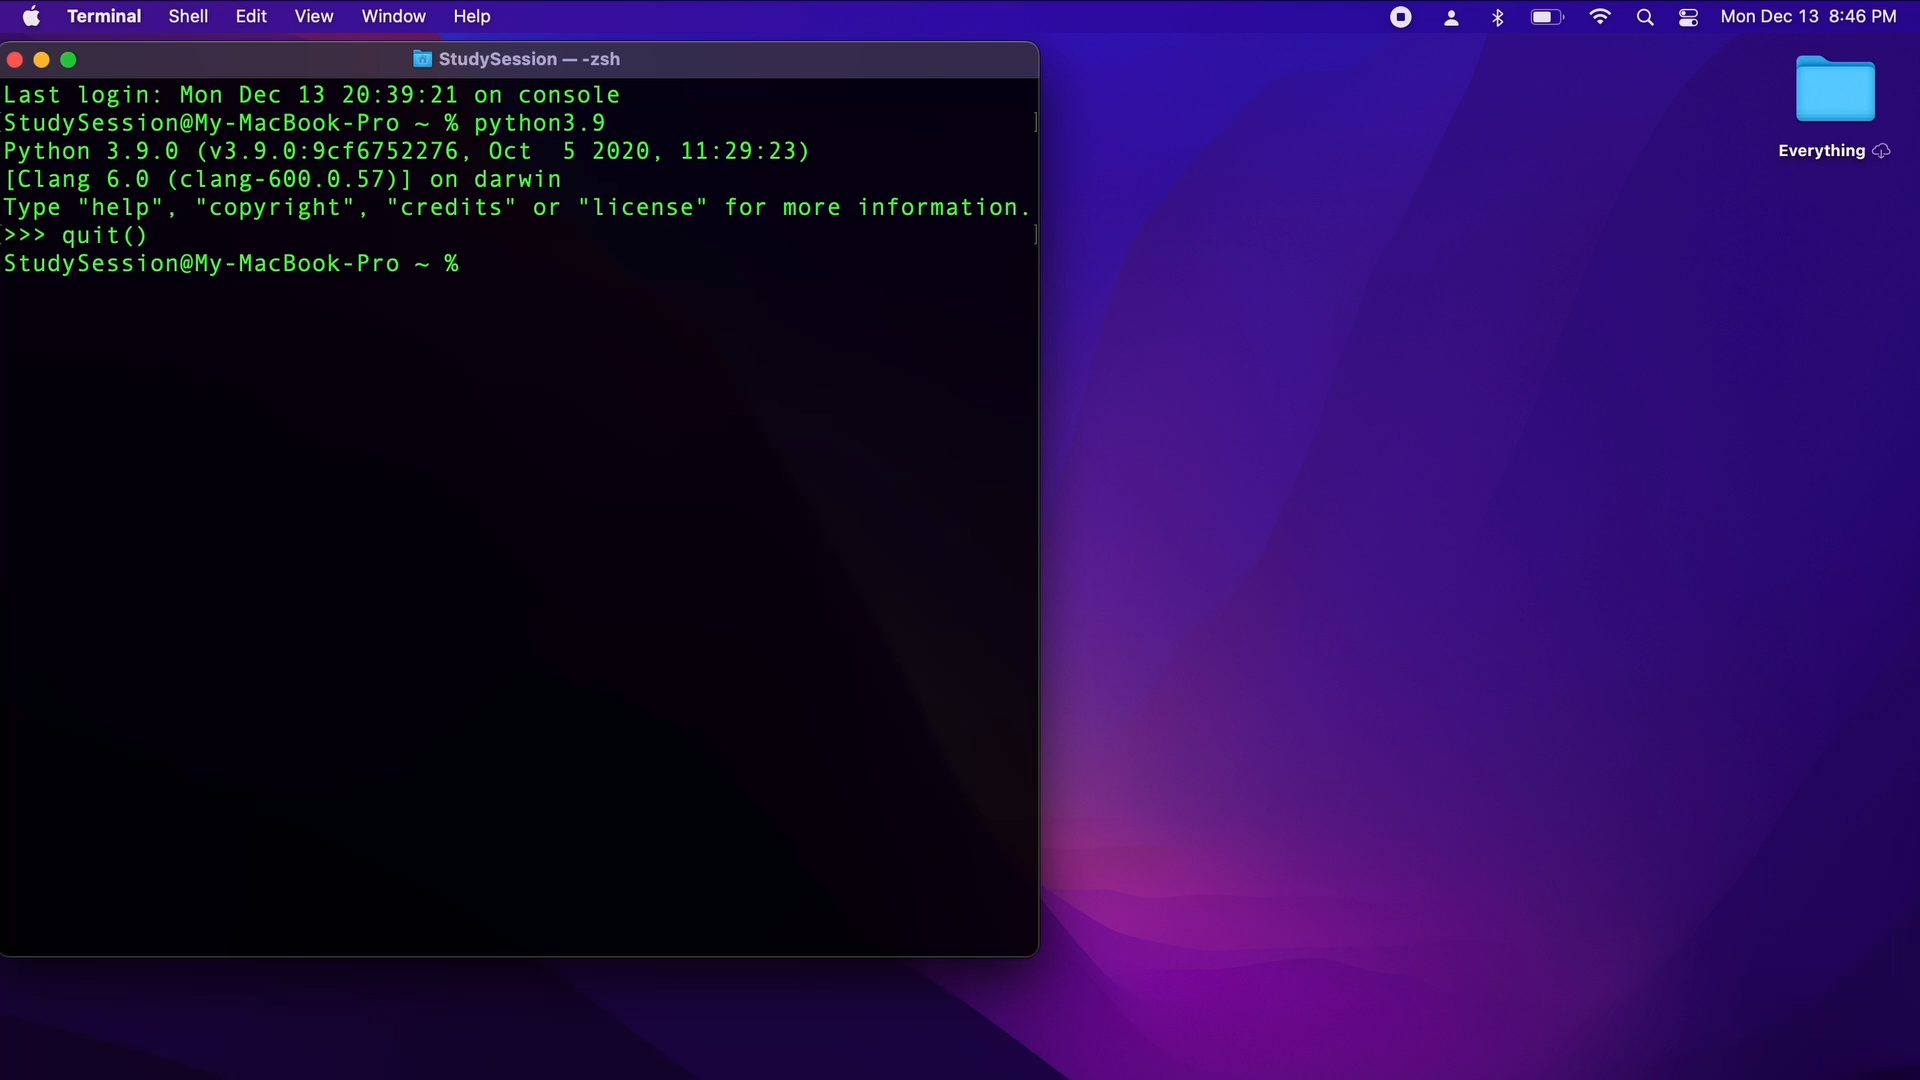 Terminal Shell Edit View Window Help Mon Dec 13 8:46 PM
StudySession — -zsh
Last login: Mon Dec 13 20:39:21 on console
StudySession@My-MacBook-Pro ~ % python3.9
Python 3.9.0 (v3.9.0:9cf6752276, Oct  5 2020, 11:29:23)
[Clang 6.0 (clang-600.0.57)] on darwin
Type "help", "copyright", "credits" or "license" for more information.
>>> quit()
StudySession@My-MacBook-Pro ~ %
Everything